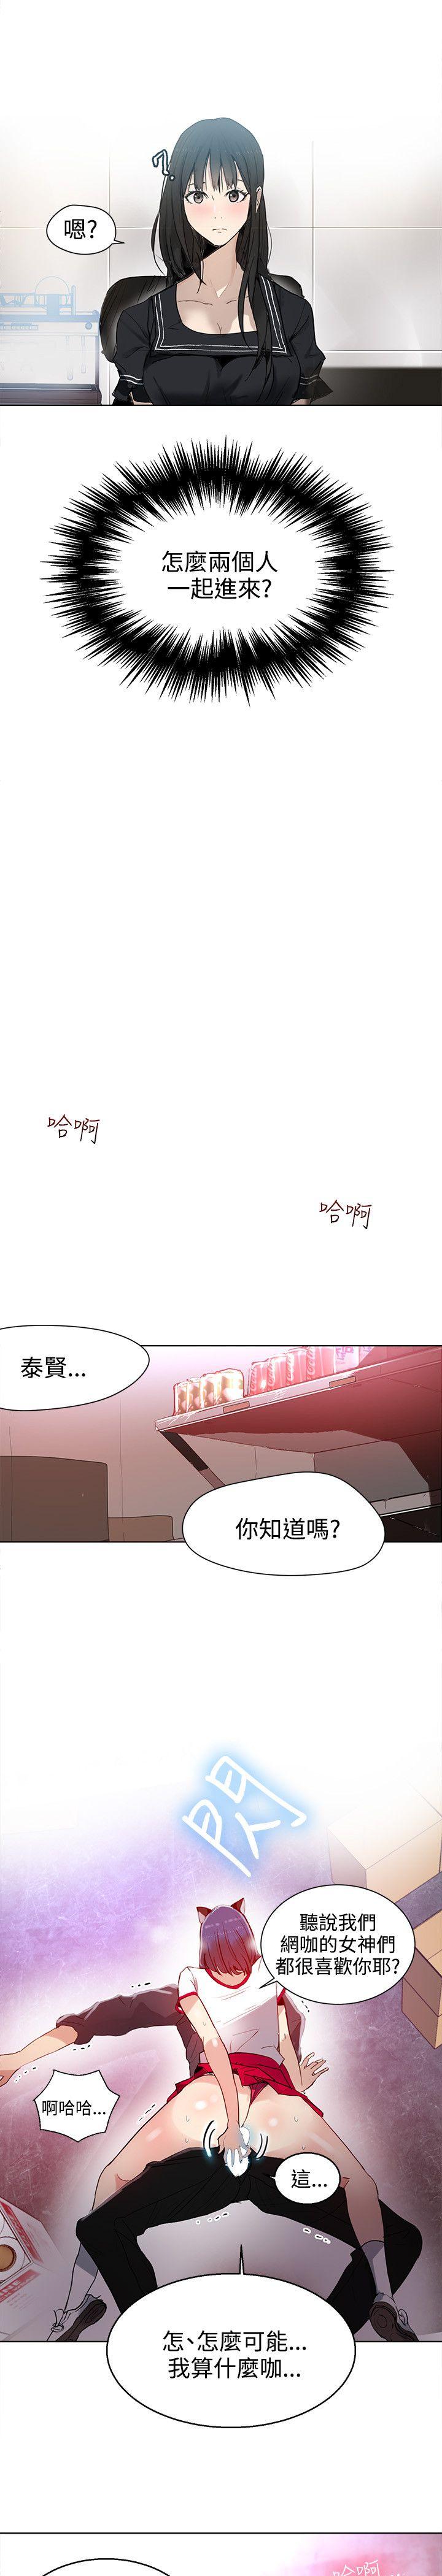 嗯?
怎麼兩個人
一起進來?
哈啊
哈啊
泰賢...
你知道嗎?
閃
聽說我們
網咖的女神們
都很喜歡你耶?
啊哈哈...
這...
怎、怎麼可能...
我算什麼咖...
哈啊